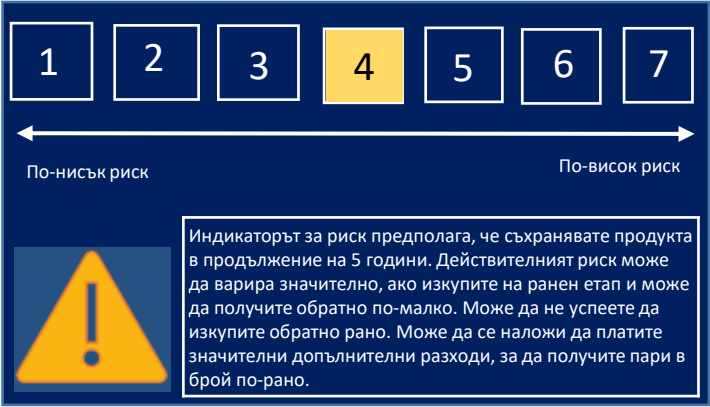 1 2 3 4 5 6 7
По-нисък риск
По-висок риск
Индикаторът за риск предполага, че съхранявате продукта
в продължение на 5 години. Действителният риск може
да варира значително, ако изкупите на ранен етап и може
да получите обратно по-малко. Може да не успеете да
изкупите обратно рано. Може да се наложи да платите
значителни допълнителни разходи, за да получите пари в
брой по-рано.